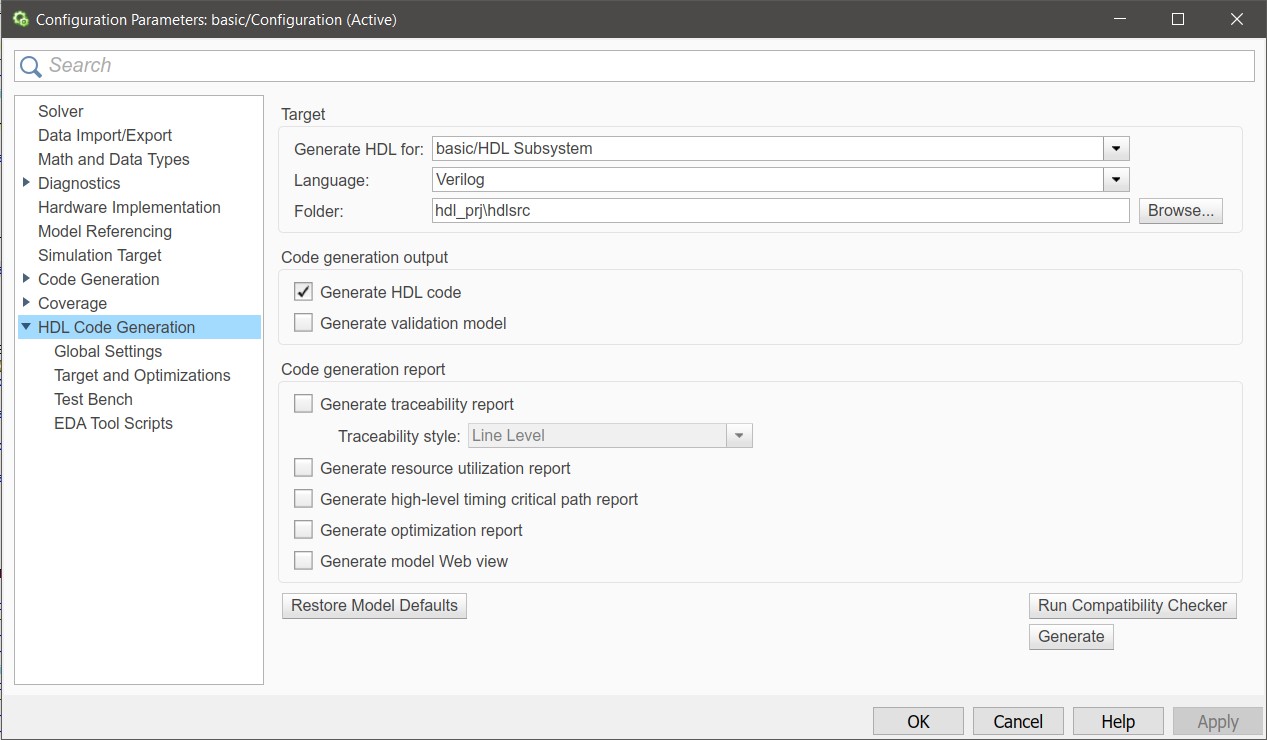 Configuration Parameters: basic/Configuration (Active)
Search
Solver
Data Import/Export
Math and Data Types
Diagnostics
Hardware Implementation
Model Referencing
Simulation Target
Code Generation
Coverage
HDL Code Generation
Global Settings
Target and Optimizations
Test Bench
EDA Tool Scripts
Target
Generate HDL for: basic/HDL Subsystem
Language: Verilog
Folder: hdl_prj\hdlsrc Browse...
Code generation output
Generate HDL code
Generate validation model
Code generation report
Generate traceability report
Traceability style: Line Level
Generate resource utilization report
Generate high-level timing critical path report
Generate optimization report
Generate model Web view
Restore Model Defaults Run Compatibility Checker
Generate
OK Cancel Help Apply